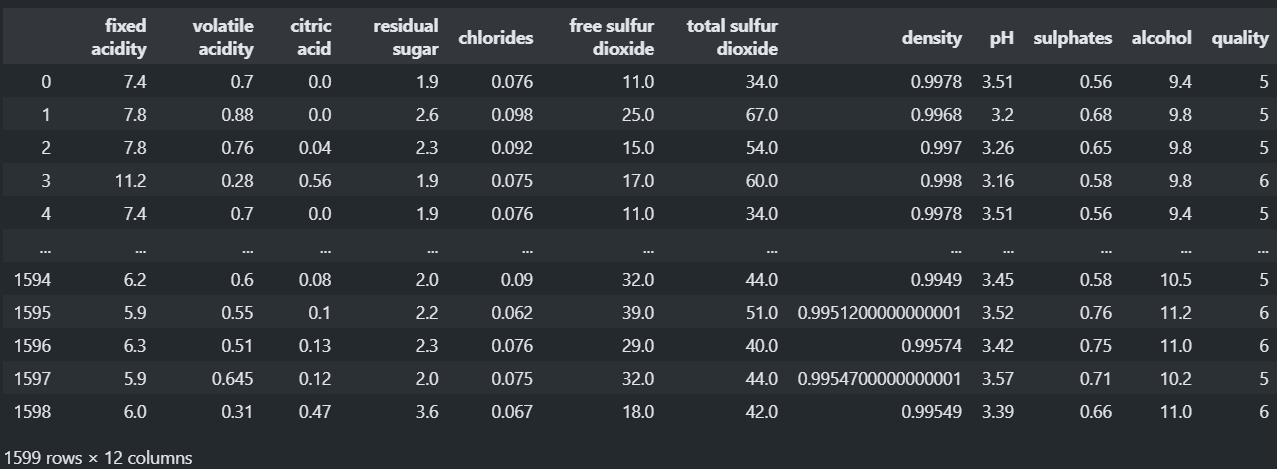 fixed acidity volatile acidity citric acid residual sugar chlorides free sulfur dioxide total sulfur dioxide density pH sulphates alcohol quality
0 7.4 0.7 0.0 1.9 0.076 11.0 34.0 0.9978 3.51 0.56 9.4 5
1 7.8 0.88 0.0 2.6 0.098 25.0 67.0 0.9968 3.2 0.68 9.8 5
2 7.8 0.76 0.04 2.3 0.092 15.0 54.0 0.997 3.26 0.65 9.8 5
3 11.2 0.28 0.56 1.9 0.075 17.0 60.0 0.998 3.16 0.58 9.8 6
4 7.4 0.7 0.0 1.9 0.076 11.0 34.0 0.9978 3.51 0.56 9.4 5
... ... ... ... ... ... ... ... ... ... ... ... ...
1594 6.2 0.6 0.08 2.0 0.09 32.0 44.0 0.9949 3.45 0.58 10.5 5
1595 5.9 0.55 0.1 2.2 0.062 39.0 51.0 0.9951200000000001 3.52 0.76 11.2 6
1596 6.3 0.51 0.13 2.3 0.076 29.0 40.0 0.99574 3.42 0.75 11.0 6
1597 5.9 0.645 0.12 2.0 0.075 32.0 44.0 0.9954700000000001 3.57 0.71 10.2 5
1598 6.0 0.31 0.47 3.6 0.067 18.0 42.0 0.99549 3.39 0.66 11.0 6
1599 rows × 12 columns